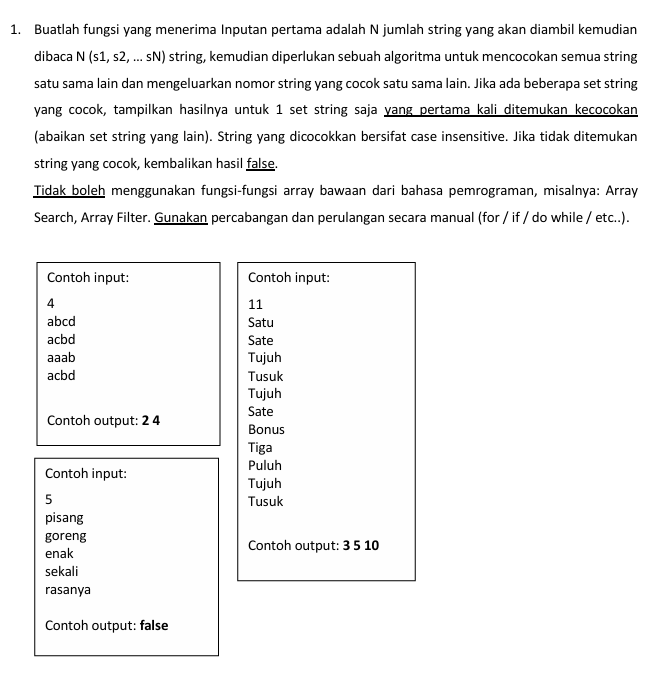 1. Buatlah fungsi yang menerima Inputan pertama adalah N jumlah string yang akan diambil kemudian
dibaca N (s1, s2, ... sN) string, kemudian diperlukan sebuah algoritma untuk mencocokan semua string
satu sama lain dan mengeluarkan nomor string yang cocok satu sama lain. Jika ada beberapa set string
yang cocok, tampilkan hasilnya untuk 1 set string saja yang pertama kali ditemukan kecocokan
(abaikan set string yang lain). String yang dicocokkan bersifat case insensitive. Jika tidak ditemukan
string yang cocok, kembalikan hasil false.
Tidak boleh menggunakan fungsi-fungsi array bawaan dari bahasa pemrograman, misalnya: Array
Search, Array Filter. Gunakan percabangan dan perulangan secara manual (for / if / do while / etc..).
Contoh input:
4
abcd
acbd
aaab
acbd
Contoh output: 2 4
Contoh input:
11
Satu
Sate
Tujuh
Tusuk
Tujuh
Sate
Bonus
Tiga
Puluh
Tujuh
Tusuk
Contoh output: 3 5 10
Contoh input:
5
pisang
goreng
enak
sekali
rasanya
Contoh output: false